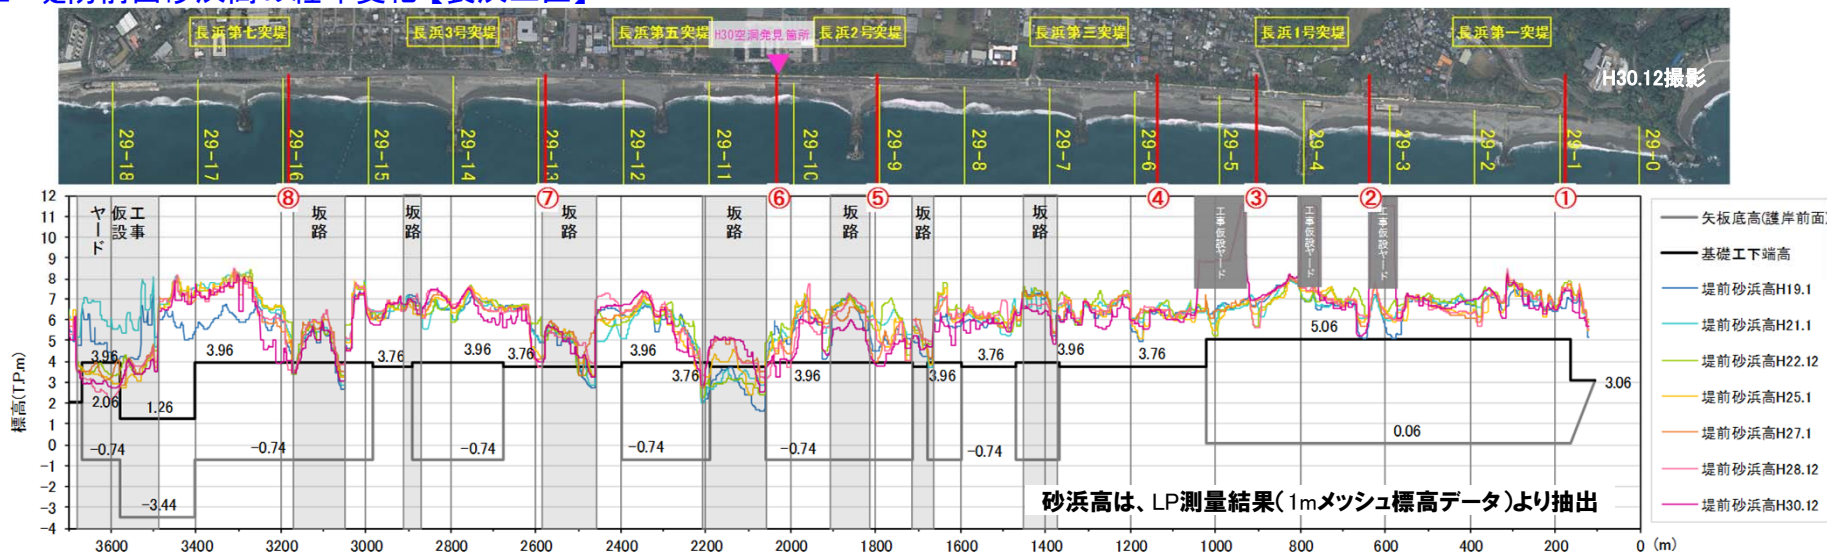 長浜第七突堤
長浜3号突堤
長浜第五突堤
H30空洞発見箇所
長浜2号突堤
長浜第三突堤
長浜1号突堤
長浜第一突堤
H30.12撮影
29-18
29-17
29-16
29-15
29-14
29-13
29-12
29-11
29-10
29-9
29-8
29-7
29-6
29-5
29-4
29-3
29-2
29-1
29-0
⑧
⑦
⑥
⑤
④
③
②
①
標高(T.P.m)
12
11
10
9
8
7
6
5
4
3
2
1
0
-1
-2
-3
-4
工事仮設ヤード
坂路
坂路
坂路
坂路
坂路
坂路
坂路
工事仮設ヤード
工事仮設ヤード
工事仮設ヤード
3.96
2.06
1.26
3.96
3.76
3.96
3.76
3.96
3.76
3.96
3.96
3.76
3.96
3.76
5.06
3.06
-0.74
-3.44
-0.74
-0.74
-0.74
-0.74
-0.74
0.06
砂浜高は、LP測量結果(1mメッシュ標高データ)より抽出
3600 3400 3200 3000 2800 2600 2400 2200 2000 1800 1600 1400 1200 1000 800 600 400 200 0 (m)
矢板底高(護岸前面)
基礎工下端高
堤前砂浜高H19.1
堤前砂浜高H21.1
堤前砂浜高H22.12
堤前砂浜高H25.1
堤前砂浜高H27.1
堤前砂浜高H28.12
堤前砂浜高H30.12